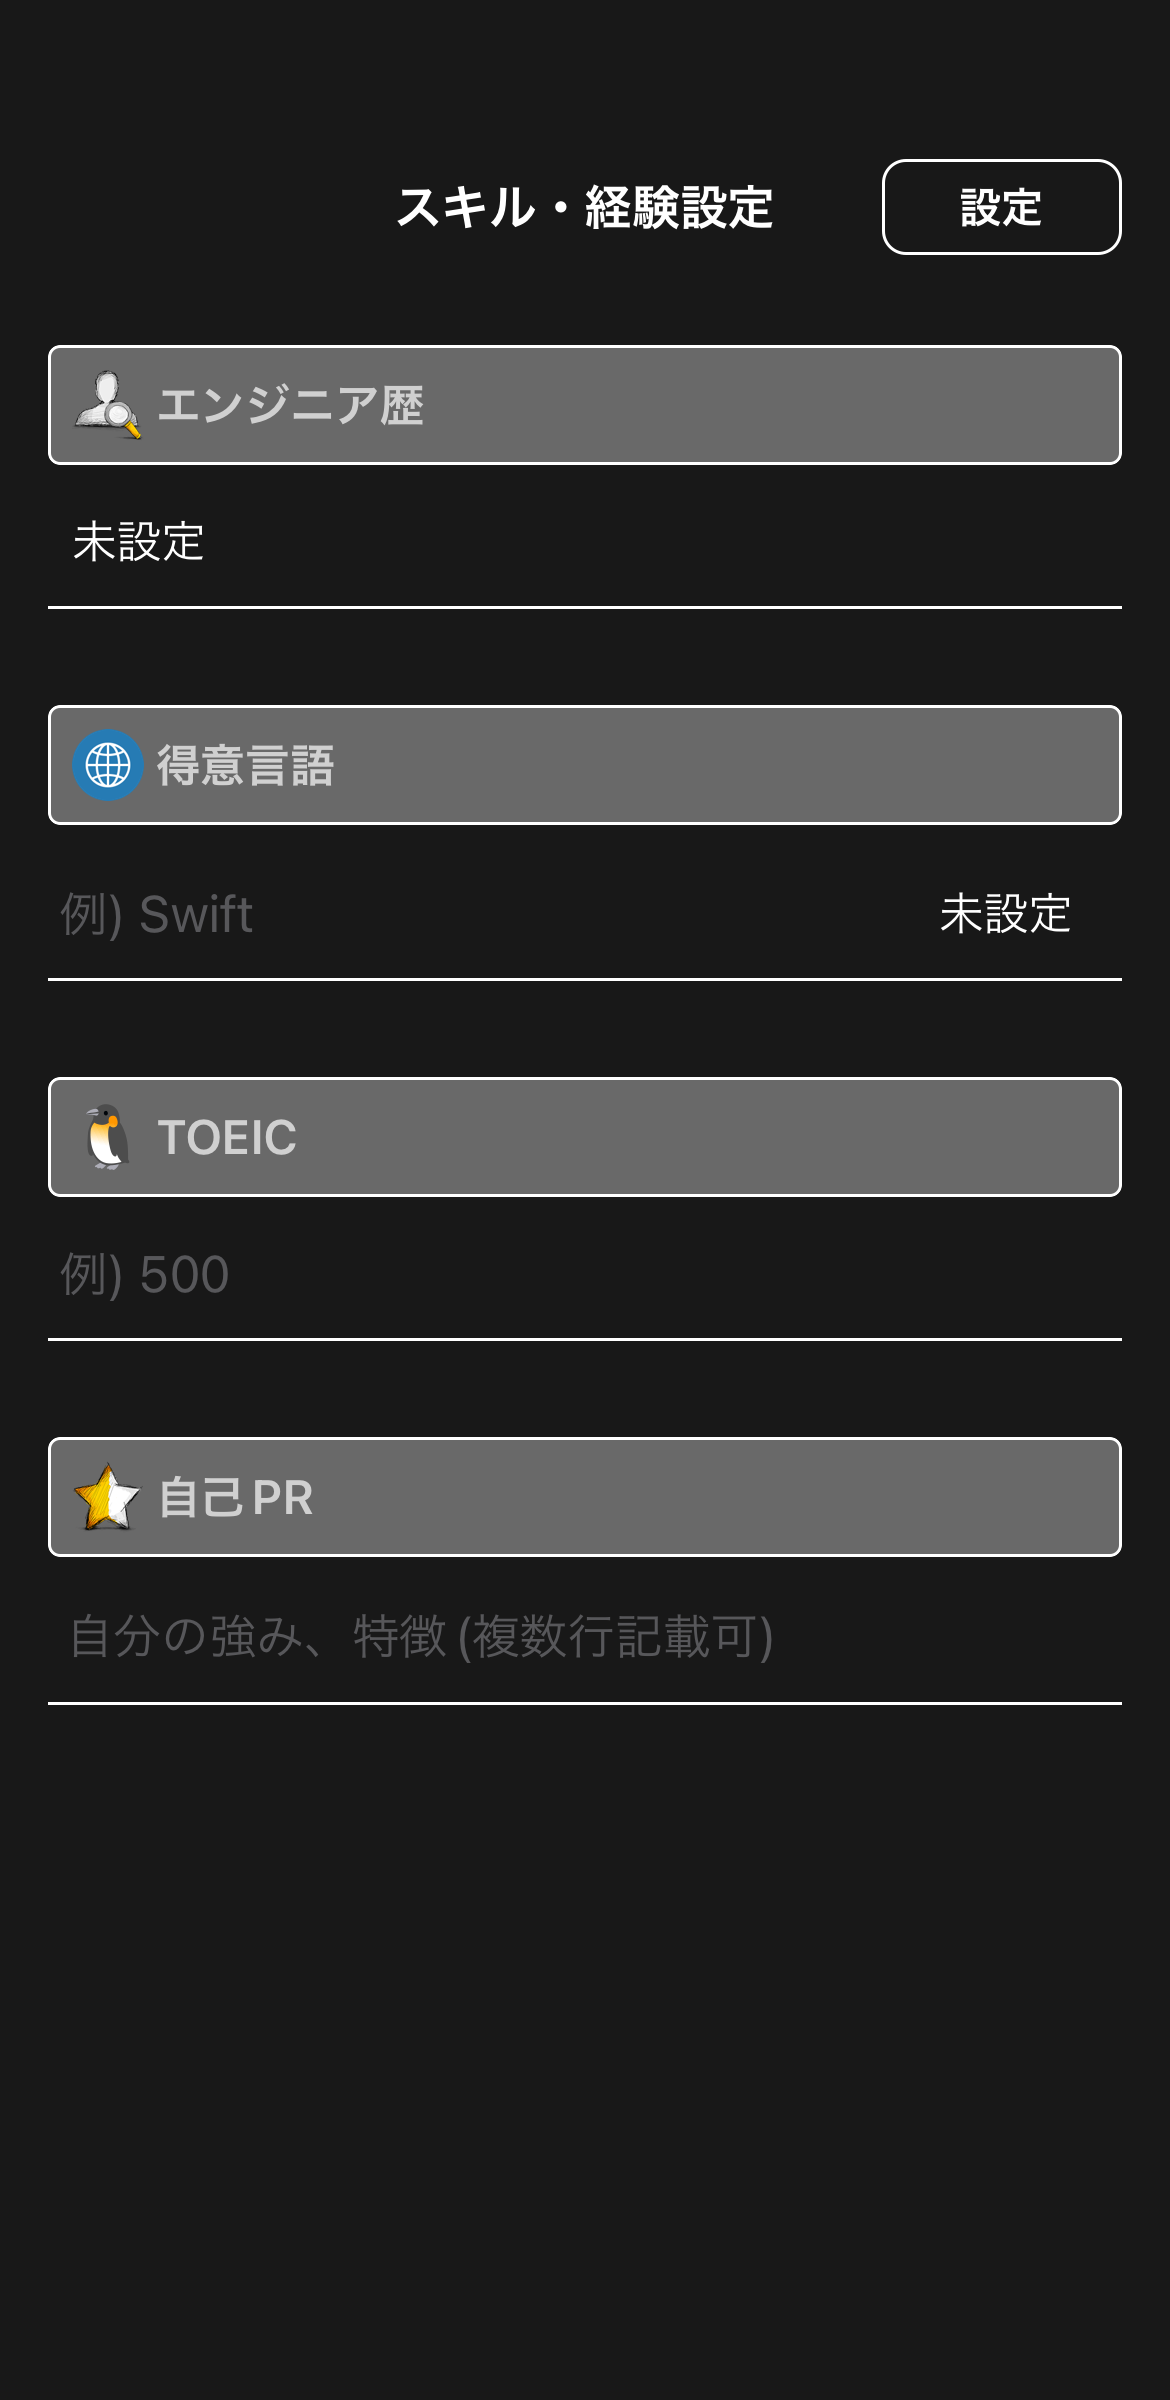 スキル・経験設定
設定
エンジニア歴
未設定
得意言語
例) Swift
未設定
TOEIC
例) 500
自己PR
自分の強み、特徴 (複数行記載可)